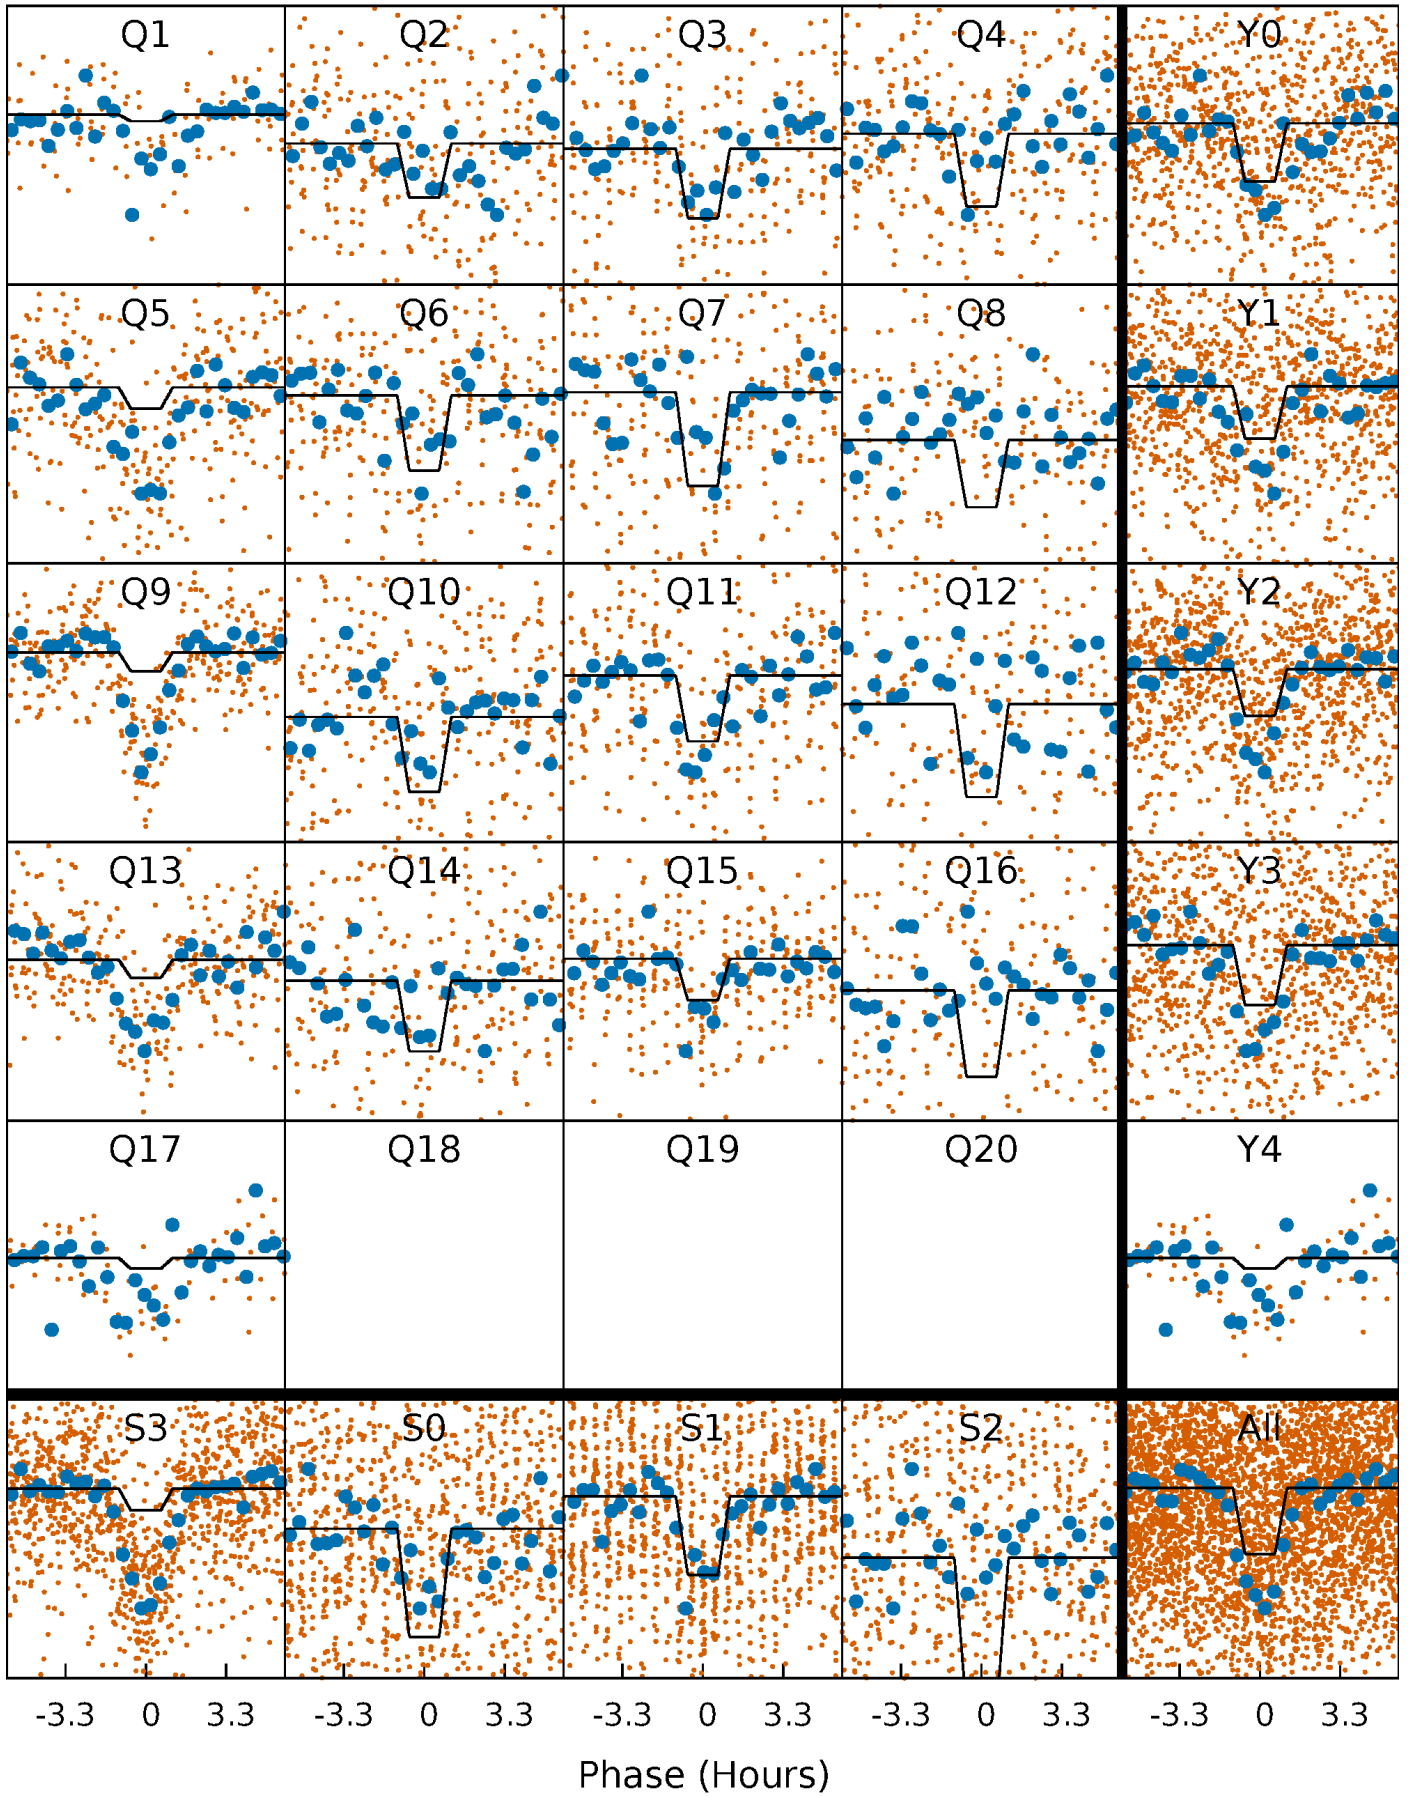 Q1 Q2 Q3 Q4 Y0
Q5 Q6 Q7 Q8 Y1
Q9 Q10 Q11 Q12 Y2
Q13 Q14 Q15 Q16 Y3
Q17 Q18 Q19 Q20 Y4
S3 S0 S1 S2 All
-3.3 0 3.3 -3.3 0 3.3 -3.3 0 3.3 -3.3 0 3.3 -3.3 0 3.3
Phase (Hours)